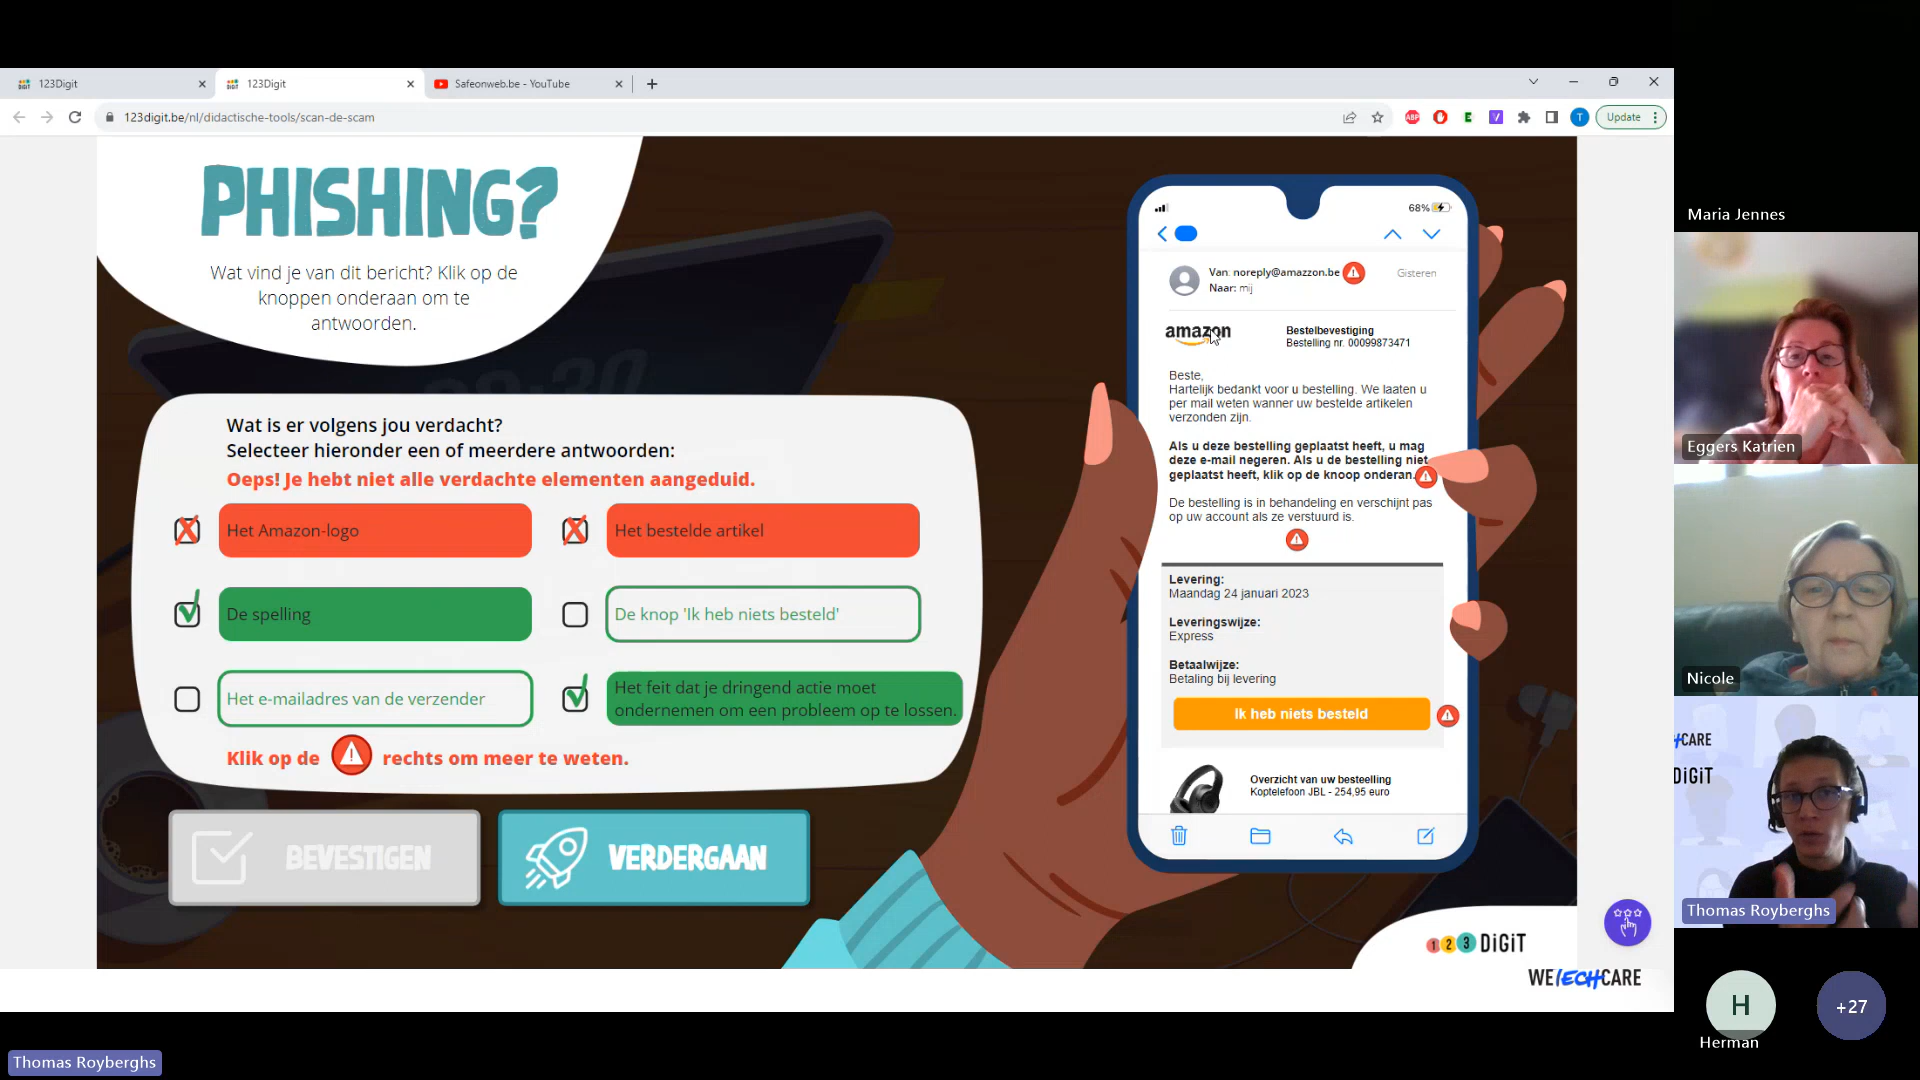 123Digit
123Digit
Safeonweb.be - YouTube
123digit.be/nl/didactische-tools/scan-de-scam
ABP
T
Update
PHISHING?
Wat vind je van dit bericht? Klik op de
knoppen onderaan om te
antwoorden.
Wat is er volgens jou verdacht?
Selecteer hieronder een of meerdere antwoorden:
Oeps! Je hebt niet alle verdachte elementen aangeduid.
Het Amazon-logo
Het bestelde artikel
De spelling
De knop 'Ik heb niets besteld'
Het e-mailadres van de verzender
Het feit dat je dringend actie moet
ondernemen om een probleem op te lossen.
Klik op de rechts om meer te weten.
BEVESTIGEN
VERDERGAAN
68%
Van: noreply@amazzon.be
Gisteren
Naar: mij
amazon
Bestelbevestiging
Bestelling nr. 00099873471
Beste,
Hartelijk bedankt voor u bestelling. We laaten u
per mail weten wanner uw bestelde artikelen
verzonden zijn.
Als u deze bestelling geplaatst heeft, u mag
deze e-mail negeren. Als u de bestelling niet
geplaatst heeft, klik op de knoop onderan.
De bestelling is in behandeling en verschijnt pas
op uw account als ze verstuurd is.
Levering:
Maandag 24 januari 2023
Leveringswijze:
Express
Betaalwijze:
Betaling bij levering
Ik heb niets besteld
Overzicht van uw besteelling
Koptelefoon JBL - 254,95 euro
1 2 3 DiGiT
WETECHCARE
Maria Jennes
Eggers Katrien
Nicole
CARE
DiGiT
Thomas Royberghs
H
Herman
+27
Thomas Royberghs